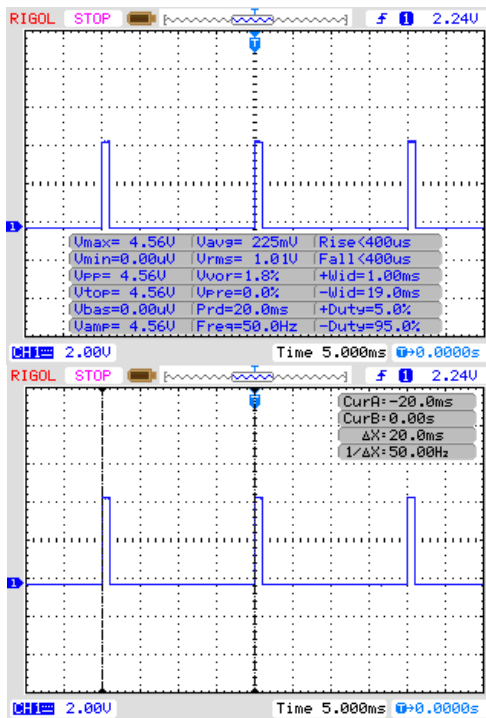 RIGOL STOP T 1 2.24V
T
1
Vmax= 4.56V Vavg= 225mV Rise<400us
Vmin=0.00uV Vrms= 1.01V Fall<400us
Vpp= 4.56V Vovr=1.8% +Wid=1.00ms
Vtop= 4.56V Vpre=0.0% -Wid=19.0ms
Vbas=0.00uV Prd=20.0ms +Duty=5.0%
Vamp= 4.56V Freq=50.0Hz -Duty=95.0%
CH1 2.00V Time 5.000ms T→0.0000s
RIGOL STOP T 1 2.24V
T
CurA:-20.0ms
CurB:0.00s
ΔX:20.0ms
1/ΔX:50.00Hz
1
CH1 2.00V Time 5.000ms T→0.0000s